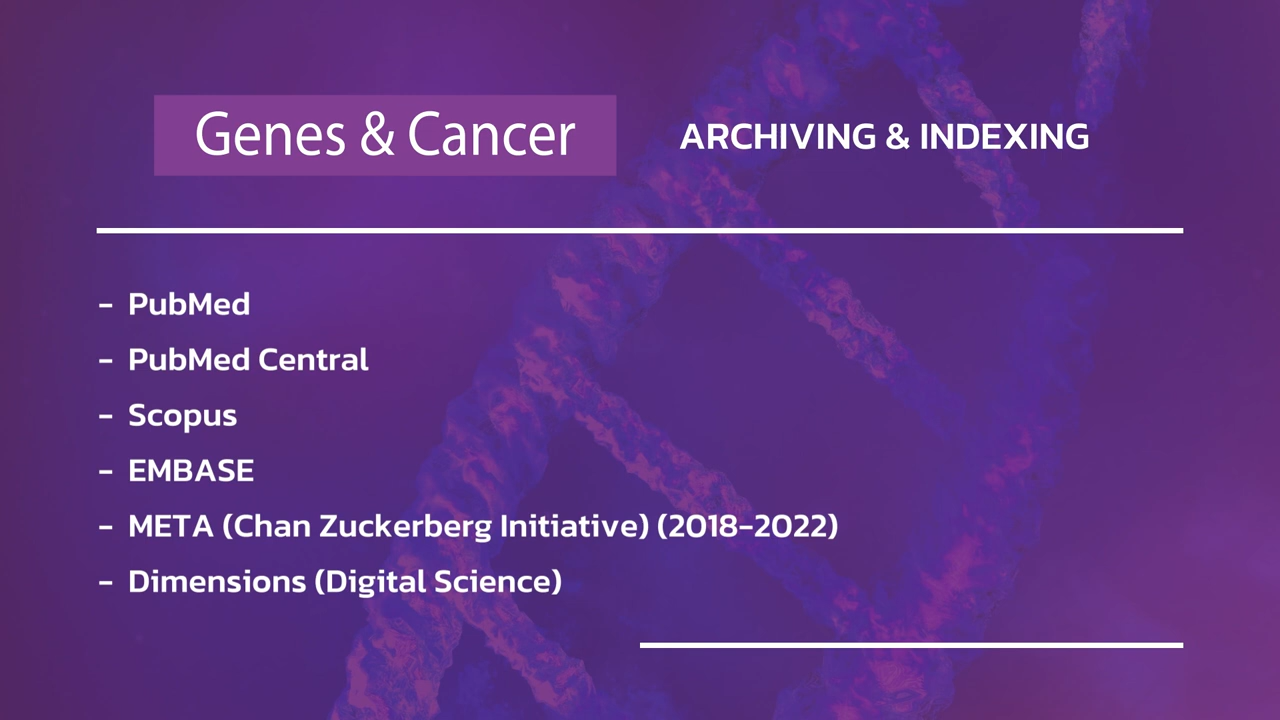 Genes & Cancer
ARCHIVING & INDEXING
- PubMed
- PubMed Central
- Scopus
- EMBASE
- META (Chan Zuckerberg Initiative) (2018-2022)
- Dimensions (Digital Science)